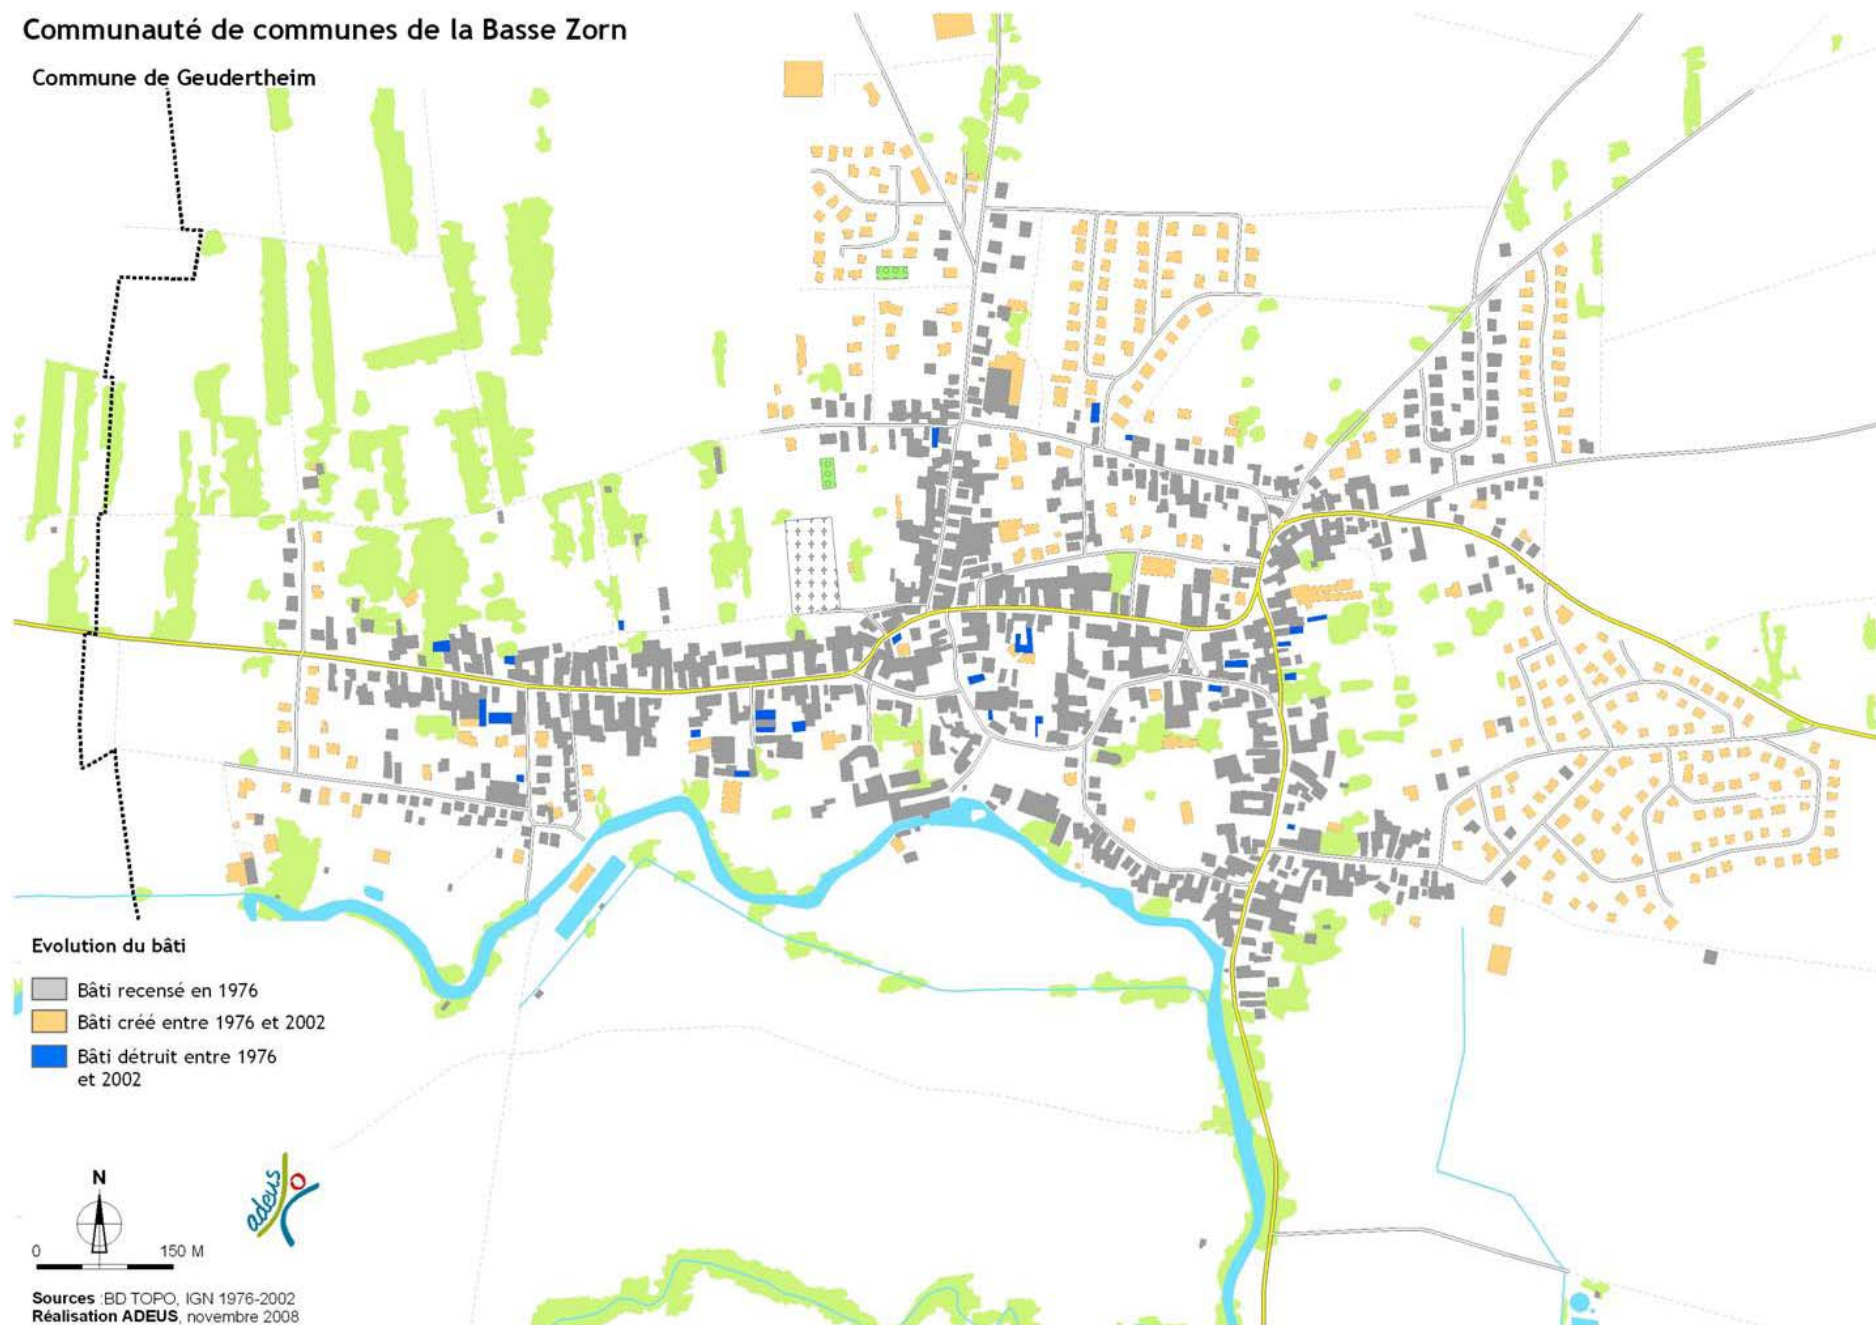 Communauté de communes de la Basse Zorn
Commune de Geudertheim
Evolution du bâti
Bâti recensé en 1976
Bâti créé entre 1976 et 2002
Bâti détruit entre 1976
et 2002
N
0 150 M
adeus
Sources :BD TOPO, IGN 1976-2002
Réalisation ADEUS, novembre 2008